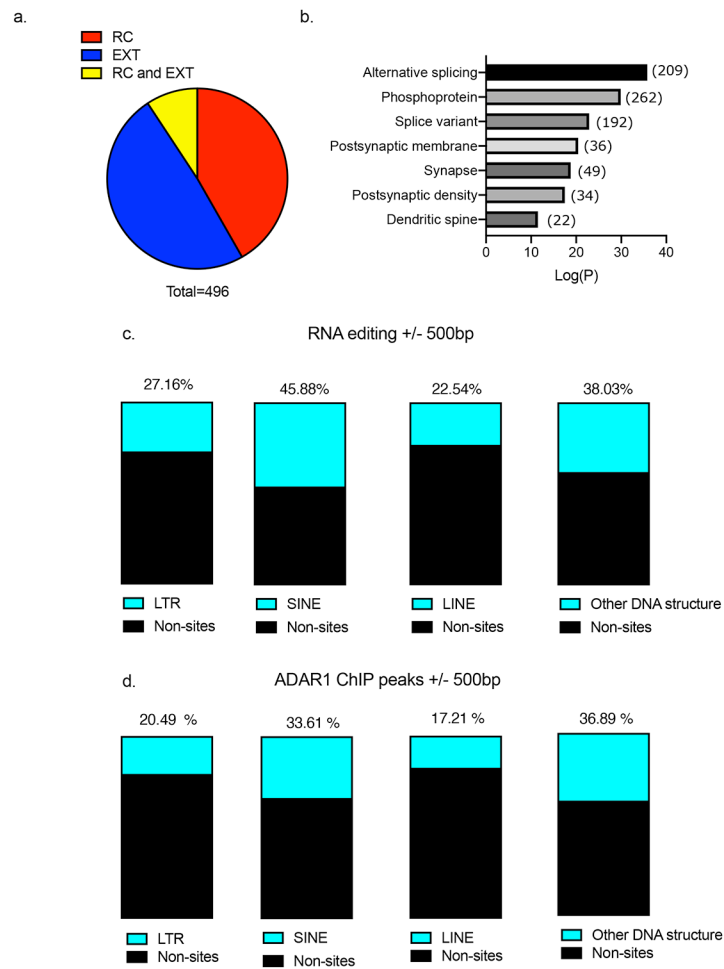 a.
RC
EXT
RC and EXT
Total=496
b.
Alternative splicing (209)
Phosphoprotein (262)
Splice variant (192)
Postsynaptic membrane (36)
Synapse (49)
Postsynaptic density (34)
Dendritic spine (22)
0 10 20 30 40
Log(P)
c. RNA editing +/- 500bp
27.16% 45.88% 22.54% 38.03%
LTR SINE LINE Other DNA structure
Non-sites Non-sites Non-sites Non-sites
d. ADAR1 ChIP peaks +/- 500bp
20.49 % 33.61 % 17.21 % 36.89 %
LTR SINE LINE Other DNA structure
Non-sites Non-sites Non-sites Non-sites